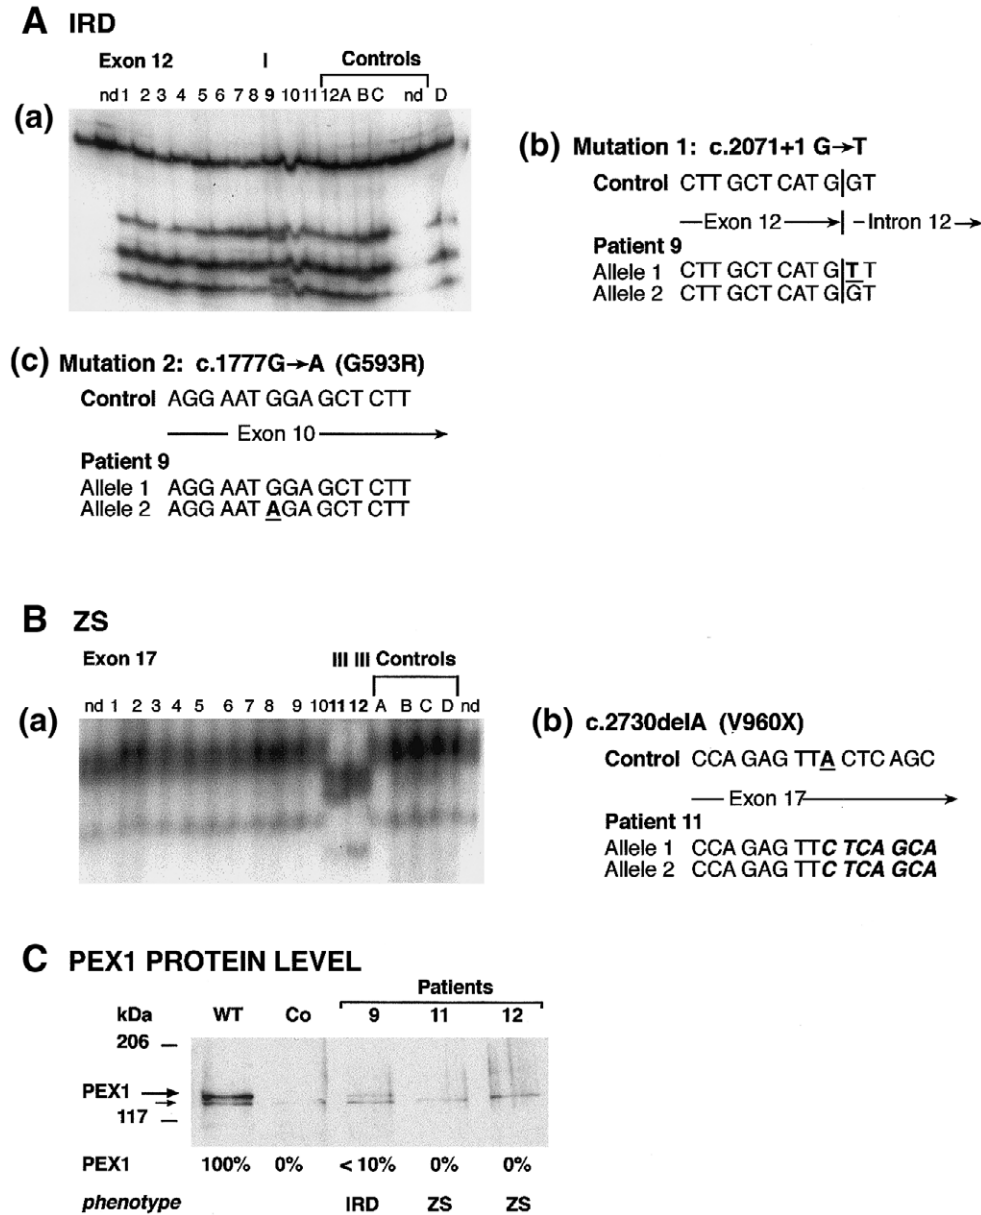 A IRD
Exon 12 I Controls
nd 1 2 3 4 5 6 7 8 9 10 11 12 A B C nd D
(a)
(b) Mutation 1: c.2071+1 G→T
Control CTT GCT CAT G|GT
Exon 12 → | Intron 12 →
Patient 9
Allele 1 CTT GCT CAT G|TT
Allele 2 CTT GCT CAT G|GT
(c) Mutation 2: c.1777G→A (G593R)
Control AGG AAT GGA GCT CTT
Exon 10 →
Patient 9
Allele 1 AGG AAT GGA GCT CTT
Allele 2 AGG AAT AGA GCT CTT
B ZS
Exon 17 III III Controls
nd 1 2 3 4 5 6 7 8 9 10 11 12 A B C D nd
(a)
(b) c.2730delA (V960X)
Control CCA GAG TTA CTC AGC
Exon 17 →
Patient 11
Allele 1 CCA GAG TTC TCA GCA
Allele 2 CCA GAG TTC TCA GCA
C PEX1 PROTEIN LEVEL
Patients
kDa WT Co 9 11 12
206
PEX1 →
→
117
PEX1 100% 0% < 10% 0% 0%
phenotype IRD ZS ZS